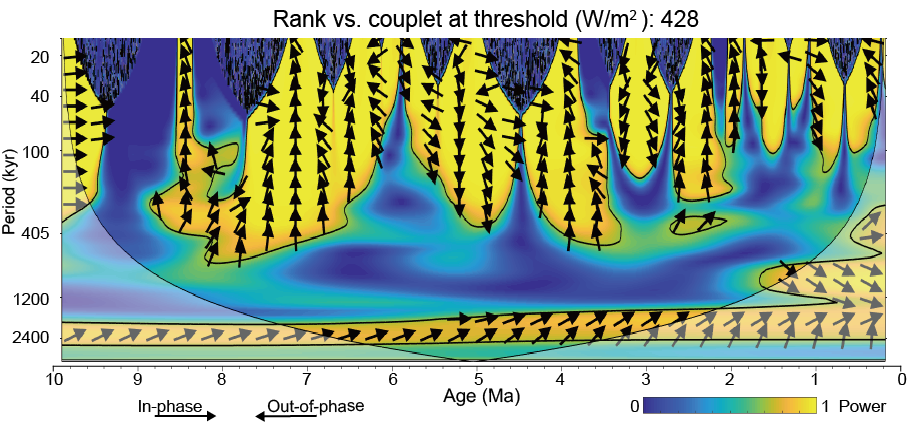 Rank vs. couplet at threshold (W/m²): 428
Period (kyr)
20
40
100
405
1200
2400
10 9 8 7 6 5 4 3 2 1 0
Age (Ma)
In-phase Out-of-phase
0 1 Power